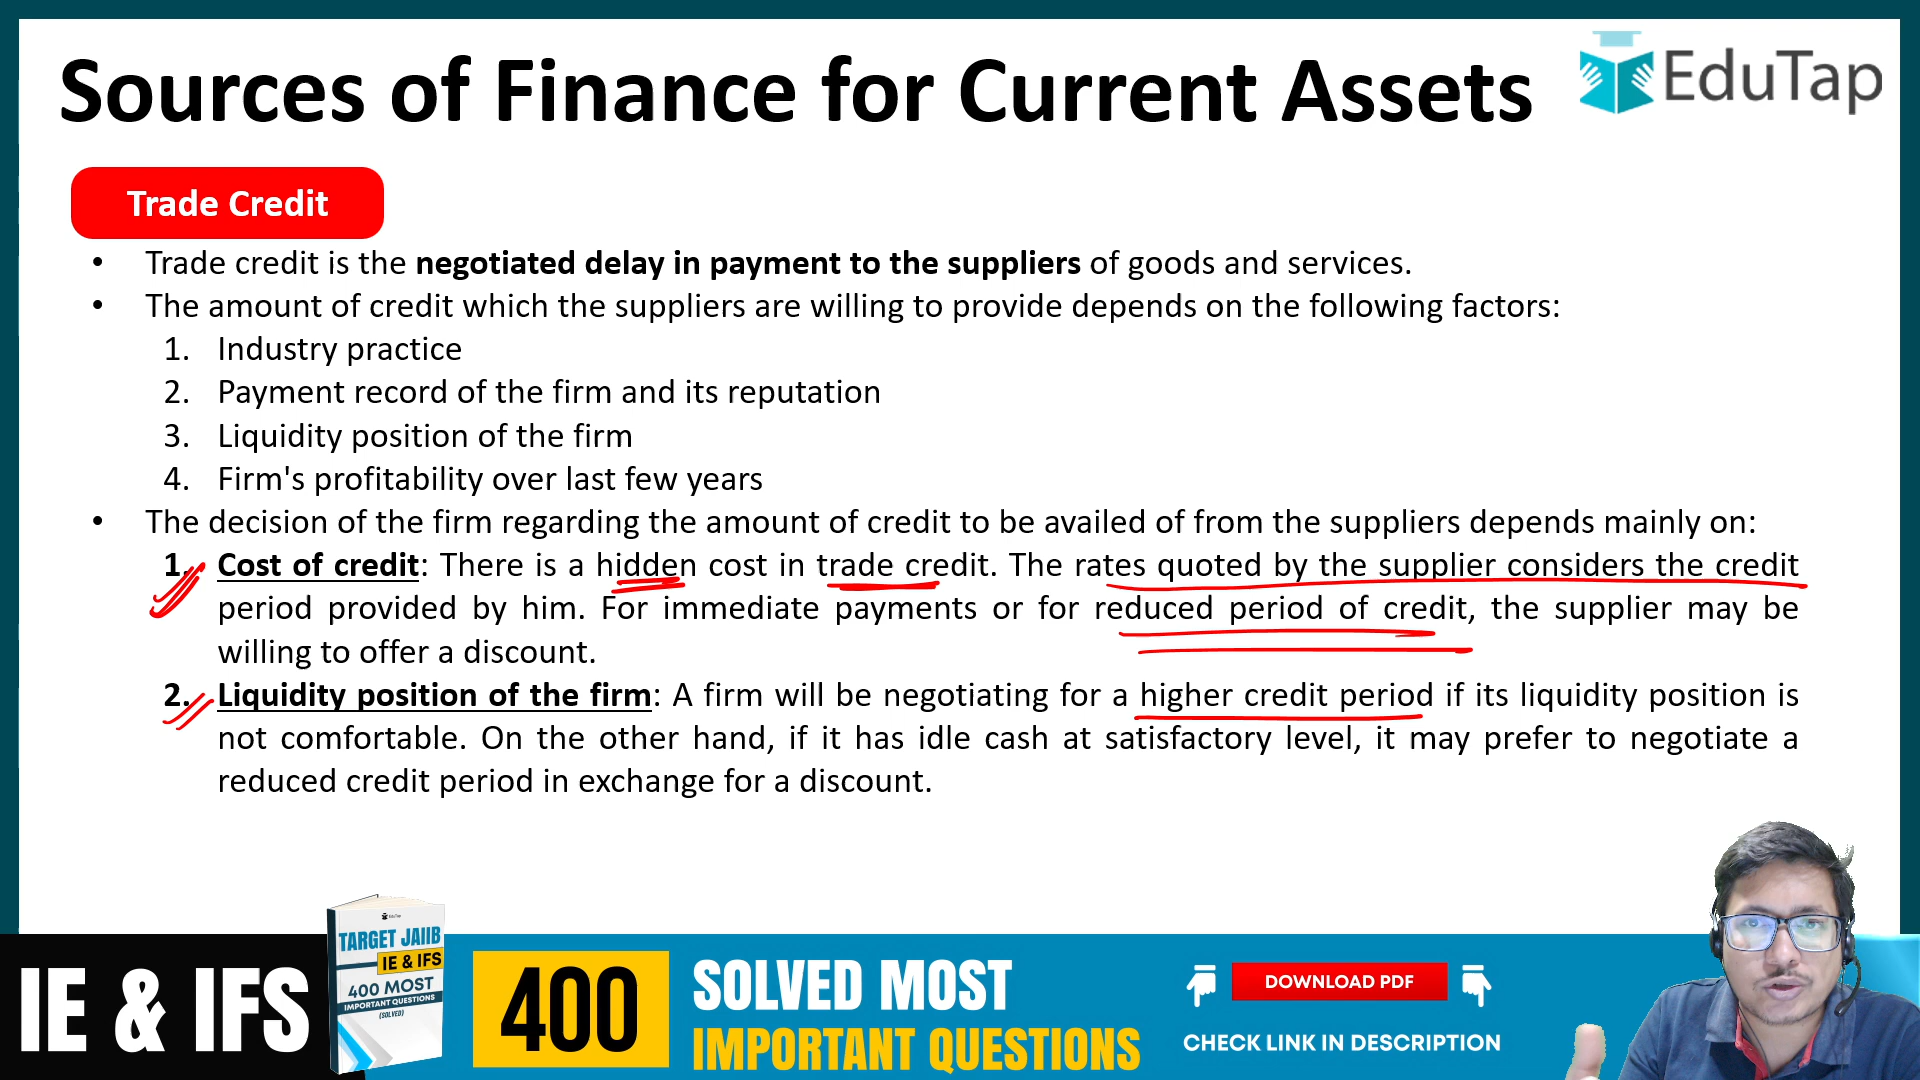 Sources of Finance for Current Assets
EduTap
Trade Credit
• Trade credit is the negotiated delay in payment to the suppliers of goods and services.
• The amount of credit which the suppliers are willing to provide depends on the following factors:
1. Industry practice
2. Payment record of the firm and its reputation
3. Liquidity position of the firm
4. Firm's profitability over last few years
• The decision of the firm regarding the amount of credit to be availed of from the suppliers depends mainly on:
1. Cost of credit: There is a hidden cost in trade credit. The rates quoted by the supplier considers the credit
period provided by him. For immediate payments or for reduced period of credit, the supplier may be
willing to offer a discount.
2. Liquidity position of the firm: A firm will be negotiating for a higher credit period if its liquidity position is
not comfortable. On the other hand, if it has idle cash at satisfactory level, it may prefer to negotiate a
reduced credit period in exchange for a discount.
IE & IFS
EduTap
TARGET JAIIB
IE & IFS
400 MOST
IMPORTANT QUESTIONS
(SOLVED)
400
SOLVED MOST
IMPORTANT QUESTIONS
DOWNLOAD PDF
CHECK LINK IN DESCRIPTION